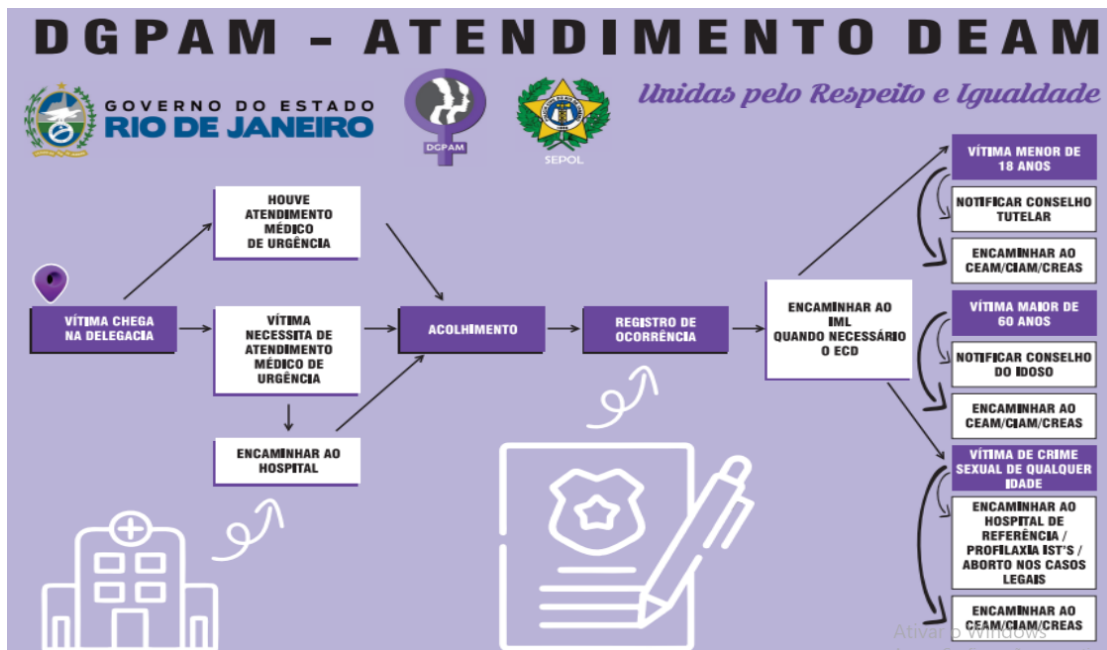 DGPAM - ATENDIMENTO DEAM
GOVERNO DO ESTADO
RIO DE JANEIRO
DGPAM
SEPOL
Unidas pelo Respeito e Igualdade
VÍTIMA CHEGA
NA DELEGACIA
HOUVE
ATENDIMENTO
MÉDICO
DE URGÊNCIA
VÍTIMA
NECESSITA DE
ATENDIMENTO
MÉDICO DE
URGÊNCIA
ENCAMINHAR AO
HOSPITAL
ACOLHIMENTO
REGISTRO DE
OCORRÊNCIA
ENCAMINHAR AO
IML
QUANDO NECESSÁRIO
O ECD
VÍTIMA MENOR DE
18 ANOS
NOTIFICAR CONSELHO
TUTELAR
ENCAMINHAR AO
CEAM/CIAM/CREAS
VÍTIMA MAIOR DE
60 ANOS
NOTIFICAR CONSELHO
DO IDOSO
ENCAMINHAR AO
CEAM/CIAM/CREAS
VÍTIMA DE CRIME
SEXUAL DE QUALQUER
IDADE
ENCAMINHAR AO
HOSPITAL DE
REFERÊNCIA /
PROFILAXIA IST'S /
ABORTO NOS CASOS
LEGAIS
ENCAMINHAR AO
CEAM/CIAM/CREAS
Ativar o Windows